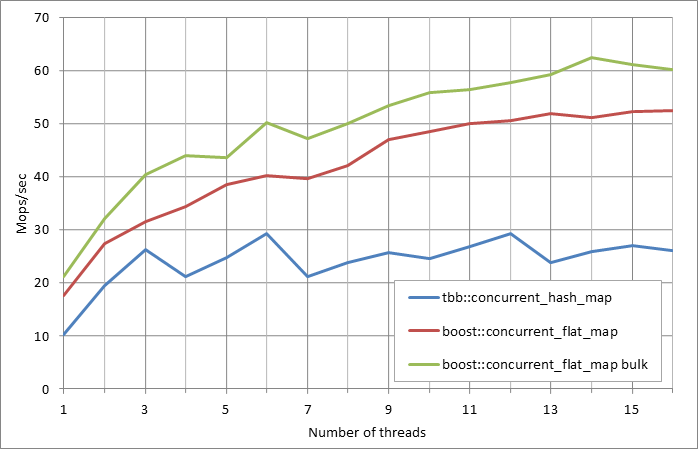 70
60
50
40
30
20
10
0
Mops/sec
tbb::concurrent_hash_map
boost::concurrent_flat_map
boost::concurrent_flat_map bulk
1 3 5 7 9 11 13 15
Number of threads